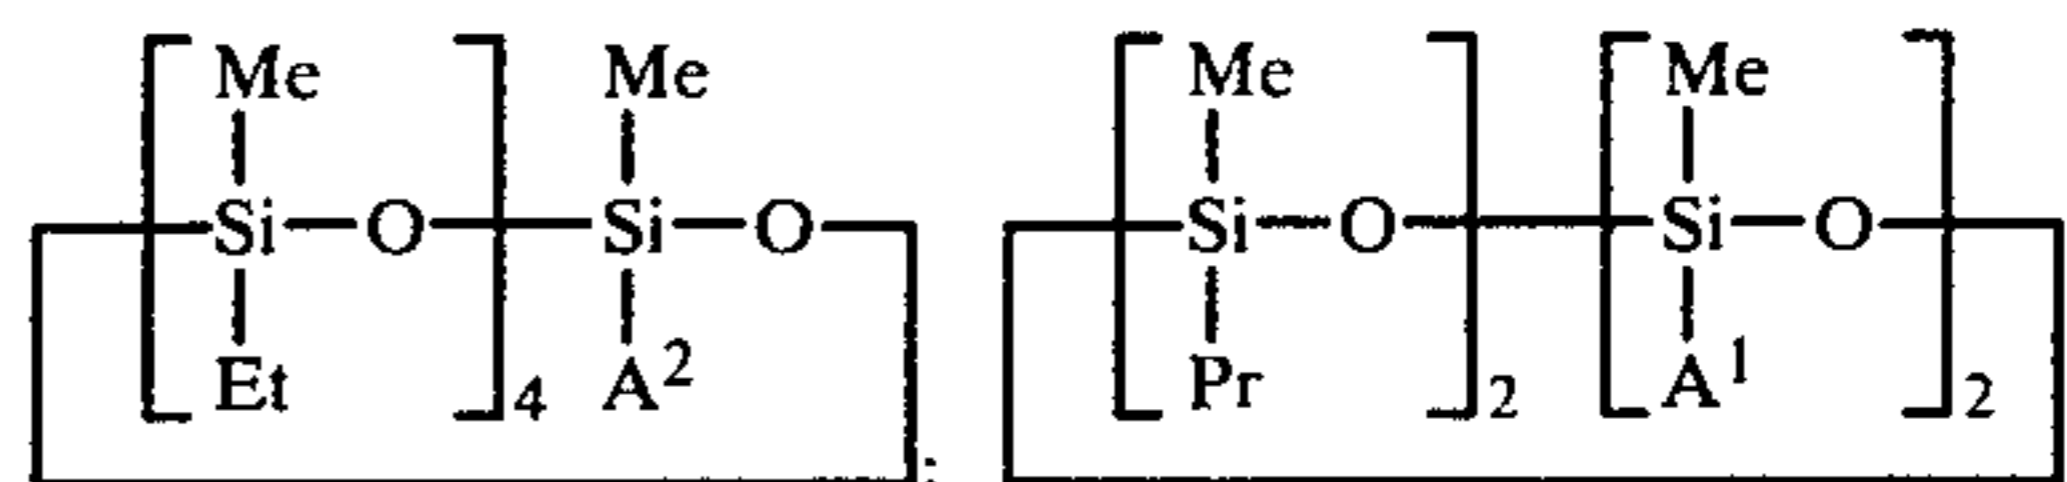 Me Me Me Me
Si—O—Si—O Si—O—Si—O
Et 4 A² ; Pr 2 A¹ 2